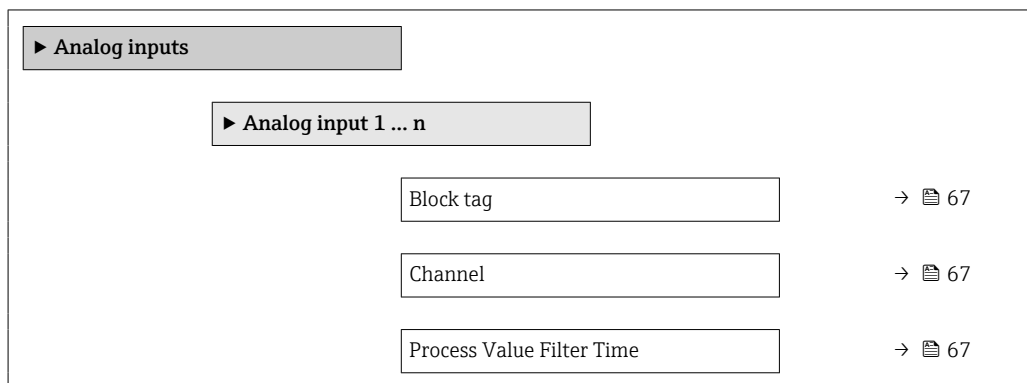 ▶ Analog inputs
▶ Analog input 1 ... n
Block tag → 67
Channel → 67
Process Value Filter Time → 67